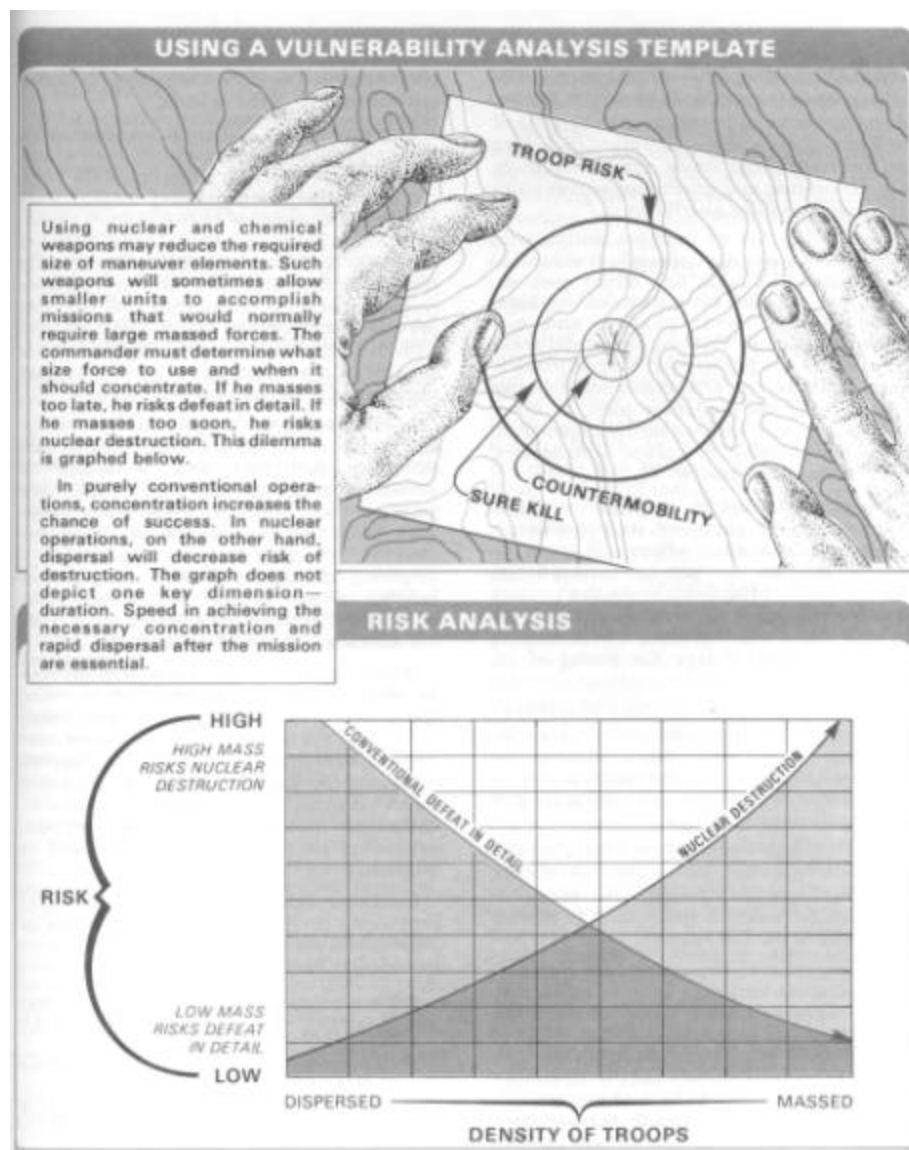 USING A VULNERABILITY ANALYSIS TEMPLATE
TROOP RISK
Using nuclear and chemical
weapons may reduce the required
size of maneuver elements. Such
weapons will sometimes allow
smaller units to accomplish
missions that would normally
require large massed forces. The
commander must determine what
size force to use and when it
should concentrate. If he masses
too late, he risks defeat in detail. If
he masses too soon, he risks
nuclear destruction. This dilemma
is graphed below.
In purely conventional opera-
tions, concentration increases the
chance of success. In nuclear
operations, on the other hand,
dispersal will decrease risk of
destruction. The graph does not
depict one key dimension—
duration. Speed in achieving the
necessary concentration and
rapid dispersal after the mission
are essential.
COUNTERMOBILITY
SURE KILL
RISK ANALYSIS
HIGH
HIGH MASS
RISKS NUCLEAR
DESTRUCTION
CONVENTIONAL DEFEAT IN DETAIL
NUCLEAR DESTRUCTION
RISK
LOW MASS
RISKS DEFEAT
IN DETAIL
LOW
DISPERSED
MASSED
DENSITY OF TROOPS